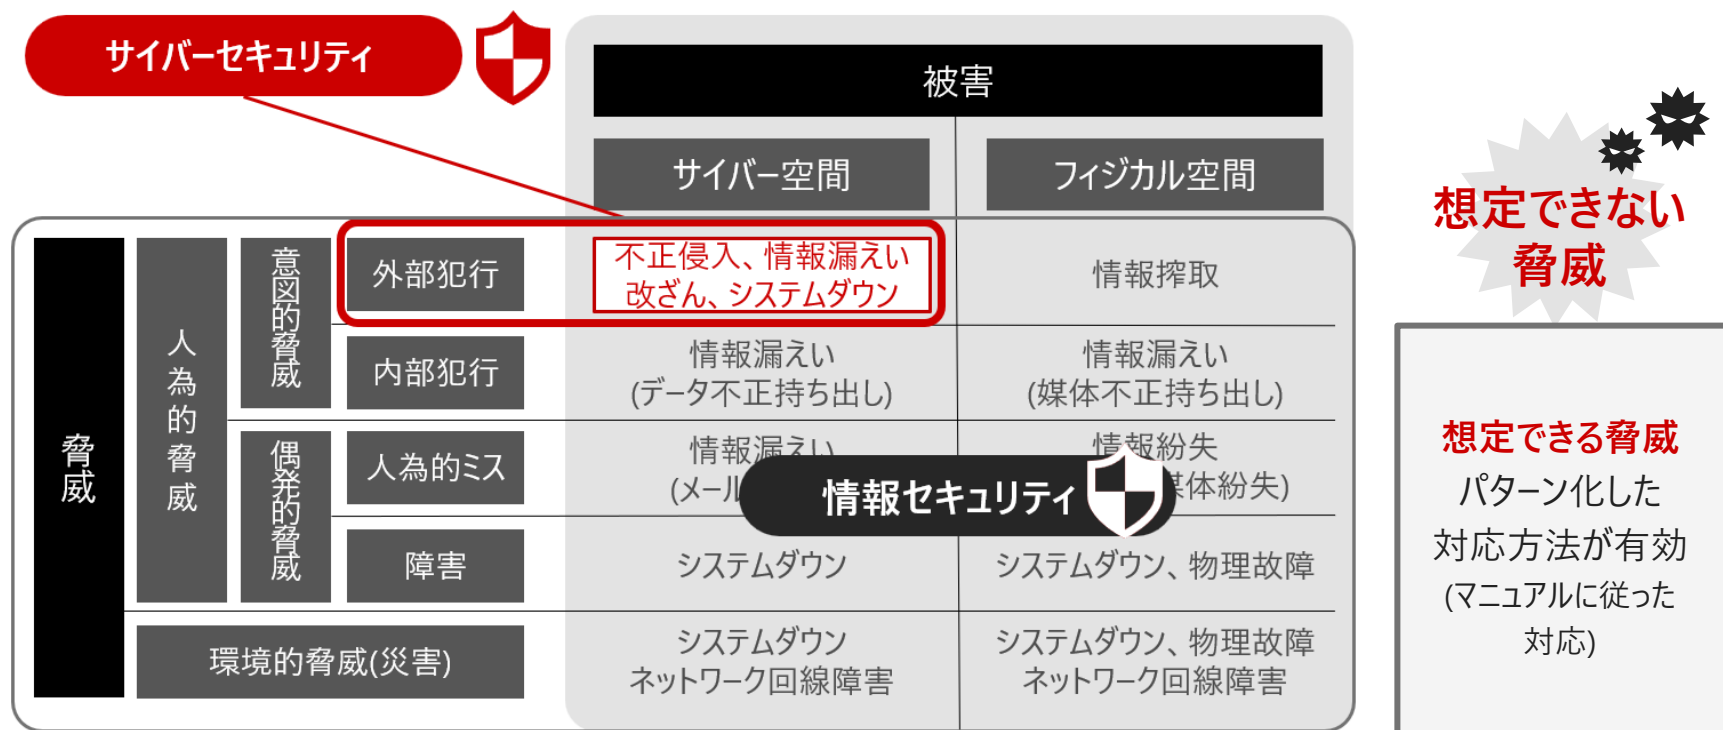 サイバーセキュリティ
被害
サイバー空間
フィジカル空間
脅威
人為的脅威
意図的脅威
外部犯行
不正侵入、情報漏えい
改ざん、システムダウン
情報搾取
内部犯行
情報漏えい
(データ不正持ち出し)
情報漏えい
(媒体不正持ち出し)
偶発的脅威
人為的ミス
情報漏えい
(メール
情報紛失
媒体紛失)
情報セキュリティ
障害
システムダウン
システムダウン、物理故障
環境的脅威(災害)
システムダウン
ネットワーク回線障害
システムダウン、物理故障
ネットワーク回線障害
想定できない
脅威
想定できる脅威
パターン化した
対応方法が有効
(マニュアルに従った
対応)